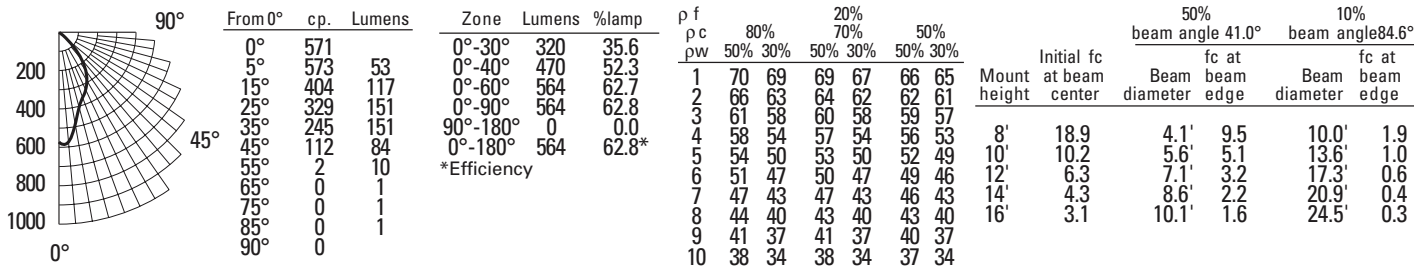 90°
200
400
600
800
1000
45°
0°
From 0° cp. Lumens
0° 571
5° 573 53
15° 404 117
25° 329 151
35° 245 151
45° 112 84
55° 2 10
65° 0 1
75° 0 1
85° 0 1
90° 0
Zone Lumens %lamp
0°-30° 320 35.6
0°-40° 470 52.3
0°-60° 564 62.7
0°-90° 564 62.8
90°-180° 0 0.0
0°-180° 564 62.8*
*Efficiency
ρ f 20%
ρ c 80% 70% 50%
ρw 50% 30% 50% 30% 50% 30%
1 70 69 69 67 66 65
2 66 63 64 62 62 61
3 61 58 60 58 59 57
4 58 54 57 54 56 53
5 54 50 53 50 52 49
6 51 47 50 47 49 46
7 47 43 47 43 46 43
8 44 40 43 40 43 40
9 41 37 41 37 40 37
10 38 34 38 34 37 34
50% 10%
beam angle 41.0° beam angle84.6°
Initial fc fc at fc at
Mount at beam Beam beam Beam beam
height center diameter edge diameter edge
8' 18.9 4.1' 9.5 10.0' 1.9
10' 10.2 5.6' 5.1 13.6' 1.0
12' 6.3 7.1' 3.2 17.3' 0.6
14' 4.3 8.6' 2.2 20.9' 0.4
16' 3.1 10.1' 1.6 24.5' 0.3